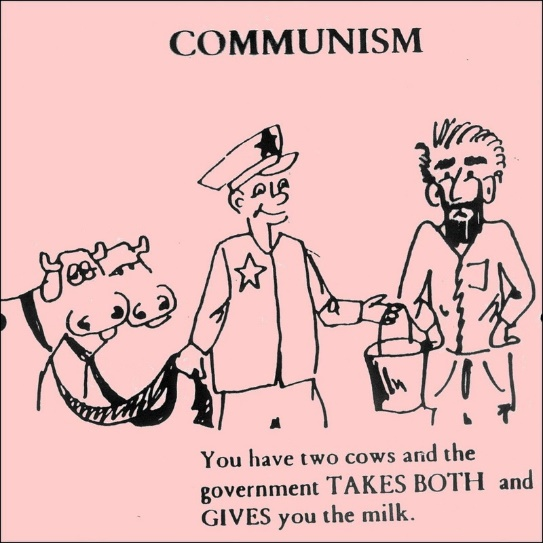 COMMUNISM
You have two cows and the
government TAKES BOTH and
GIVES you the milk.